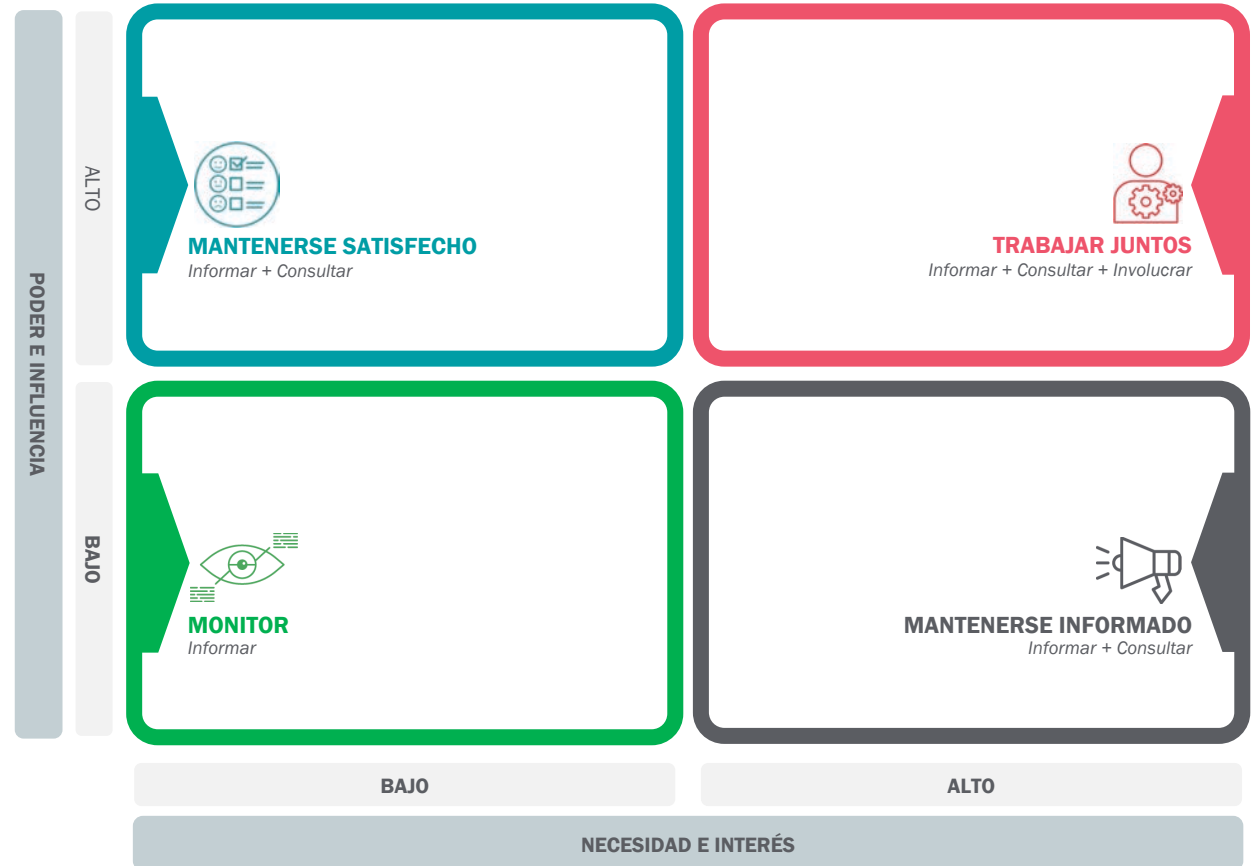 PODER E INFLUENCIA
ALTO
MANTENERSE SATISFECHO
Informar + Consultar
TRABAJAR JUNTOS
Informar + Consultar + Involucrar
BAJO
MONITOR
Informar
MANTENERSE INFORMADO
Informar + Consultar
BAJO
ALTO
NECESIDAD E INTERÉS